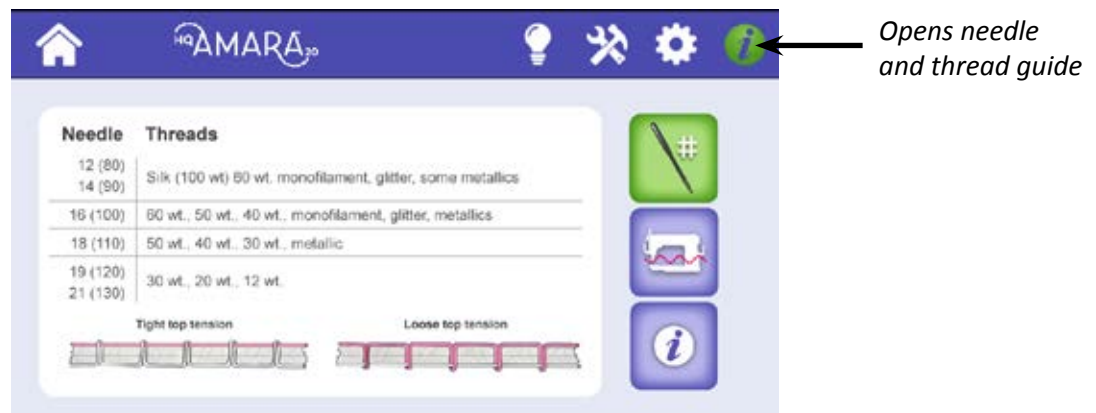 HQ AMARA 20
Opens needle
and thread guide
Needle Threads
12 (80)
14 (90)
Silk (100 wt) 60 wt. monofilament, glitter, some metallics
16 (100) 60 wt., 50 wt., 40 wt., monofilament, glitter, metallics
18 (110) 50 wt., 40 wt., 30 wt., metallic
19 (120)
21 (130)
30 wt., 20 wt., 12 wt.
Tight top tension Loose top tension
#
i
i